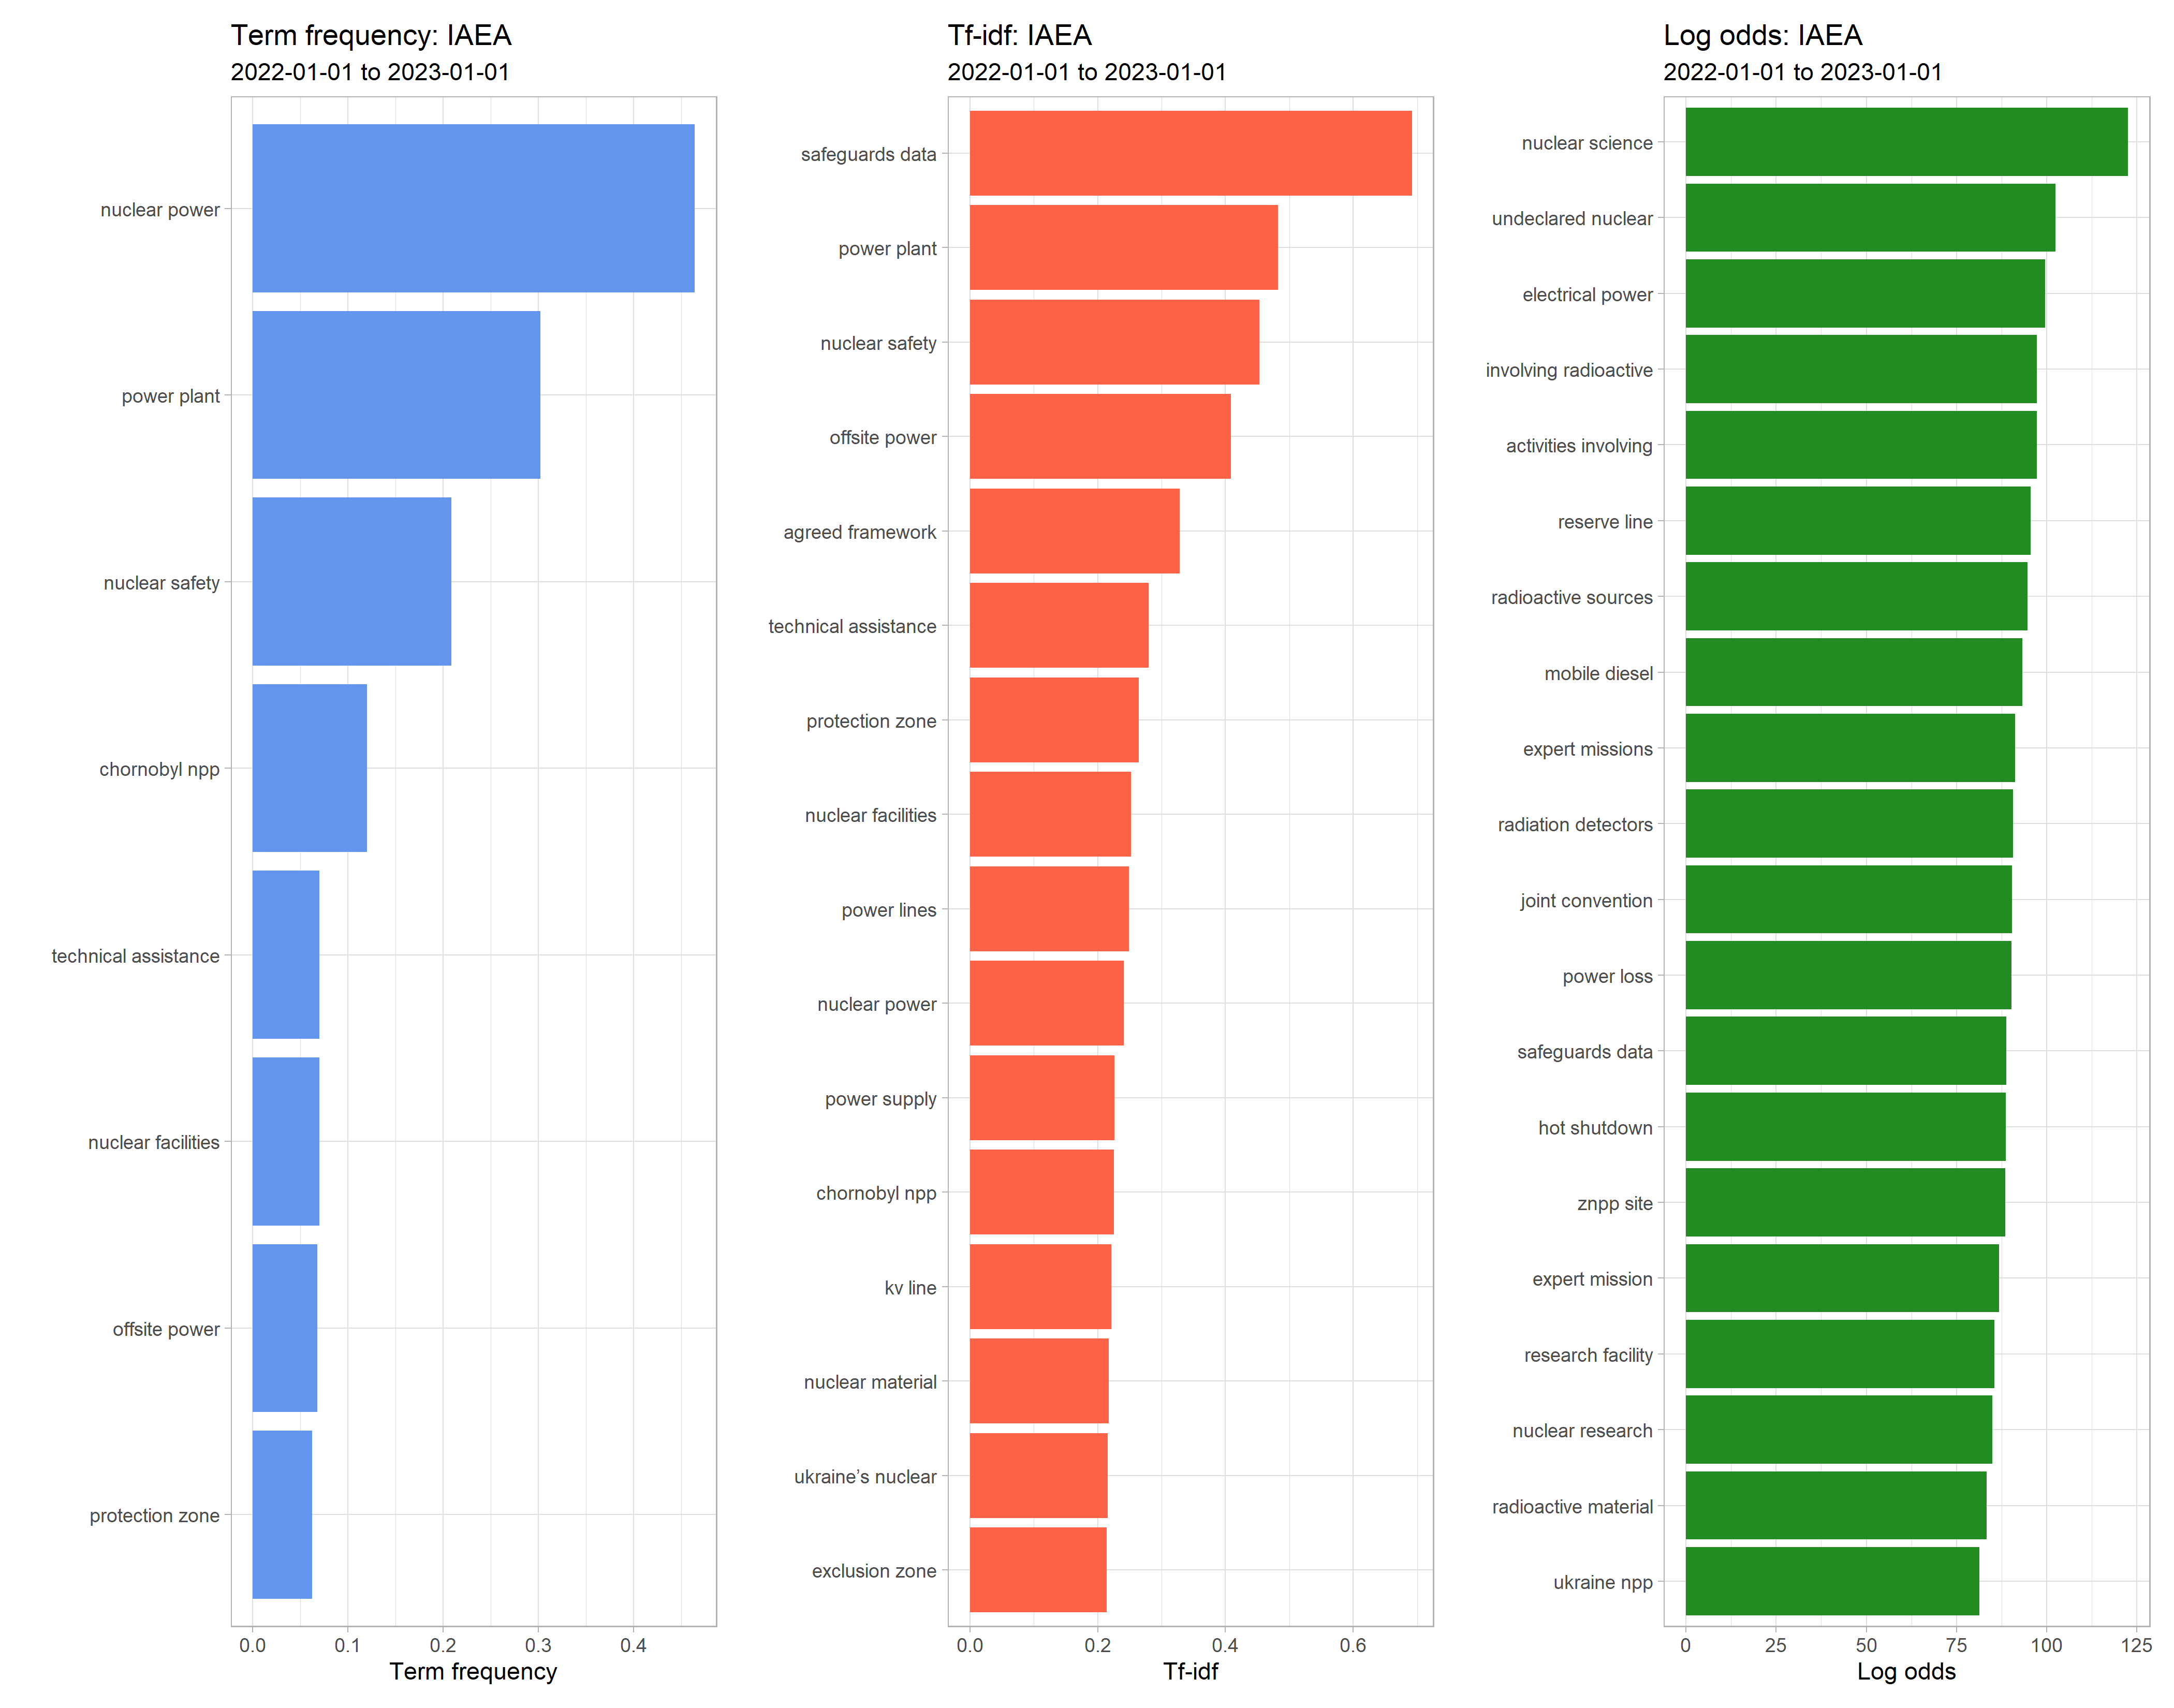 Term frequency: IAEA
2022-01-01 to 2023-01-01
nuclear power
power plant
nuclear safety
chornobyl npp
technical assistance
nuclear facilities
offsite power
protection zone
0.0 0.1 0.2 0.3 0.4
Term frequency
Tf-idf: IAEA
2022-01-01 to 2023-01-01
safeguards data
power plant
nuclear safety
offsite power
agreed framework
technical assistance
protection zone
nuclear facilities
power lines
nuclear power
power supply
chornobyl npp
kv line
nuclear material
ukraine’s nuclear
exclusion zone
0.0 0.2 0.4 0.6
Tf-idf
Log odds: IAEA
2022-01-01 to 2023-01-01
nuclear science
undeclared nuclear
electrical power
involving radioactive
activities involving
reserve line
radioactive sources
mobile diesel
expert missions
radiation detectors
joint convention
power loss
safeguards data
hot shutdown
znpp site
expert mission
research facility
nuclear research
radioactive material
ukraine npp
0 25 50 75 100 125
Log odds